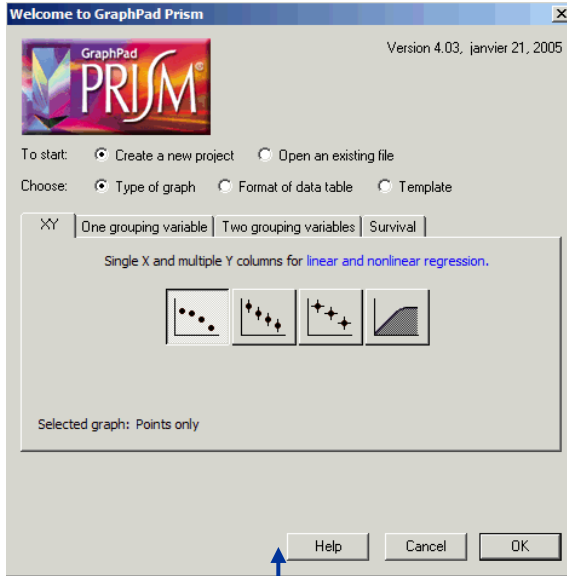 Welcome to GraphPad Prism
GraphPad
PRISM
Version 4.03, janvier 21, 2005
To start: Create a new project Open an existing file
Choose: Type of graph Format of data table Template
XY One grouping variable Two grouping variables Survival
Single X and multiple Y columns for linear and nonlinear regression.
Selected graph: Points only
Help Cancel OK